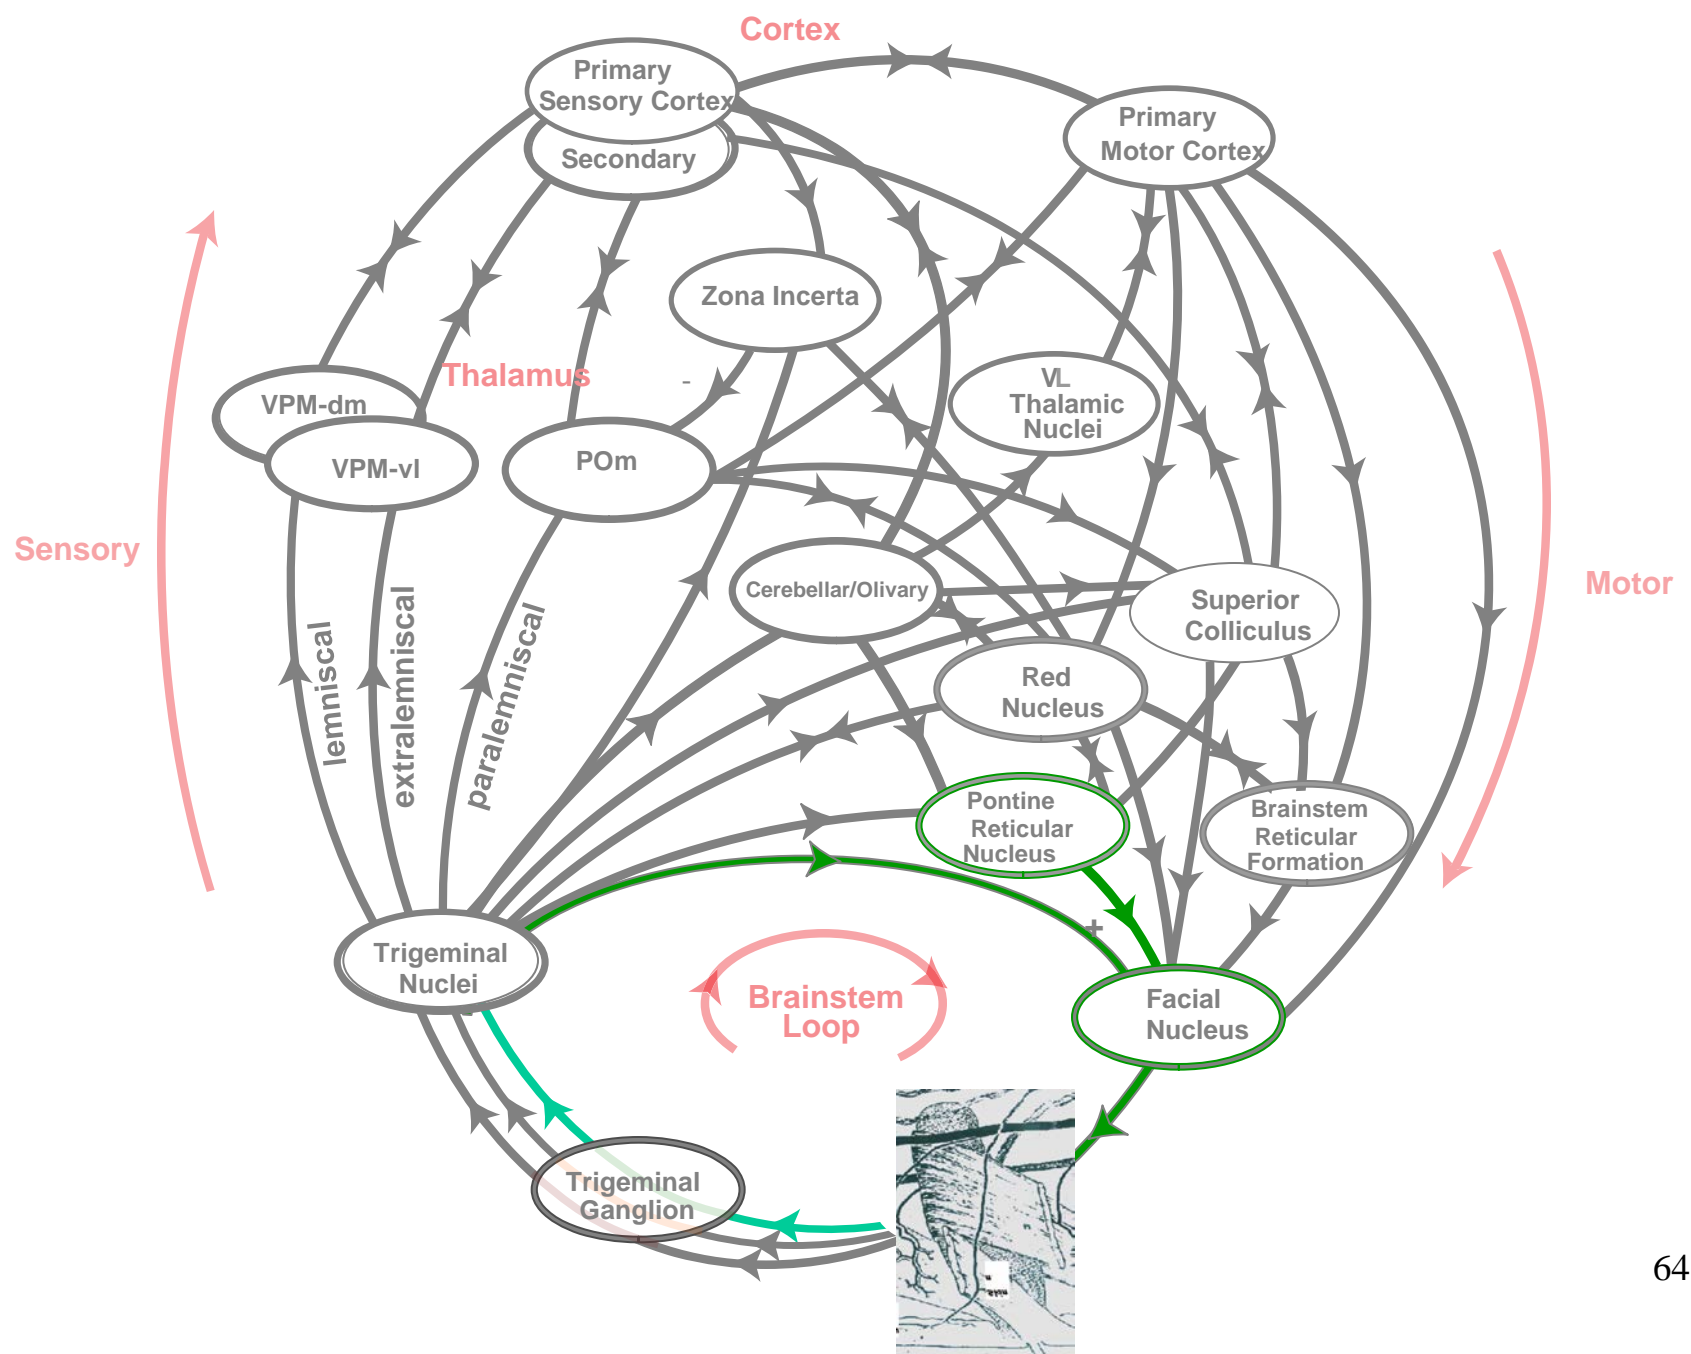 Cortex
Primary
Sensory Cortex
Secondary
Primary
Motor Cortex
Zona Incerta
Thalamus
-
VPM-dm
VPM-vl
POm
VL
Thalamic
Nuclei
Sensory
Motor
lemniscal
extralemniscal
paralemniscal
Cerebellar/Olivary
Superior
Colliculus
Red
Nucleus
Pontine
Reticular
Nucleus
Brainstem
Reticular
Formation
+
Trigeminal
Nuclei
-
Brainstem
Loop
Facial
Nucleus
Trigeminal
Ganglion
64